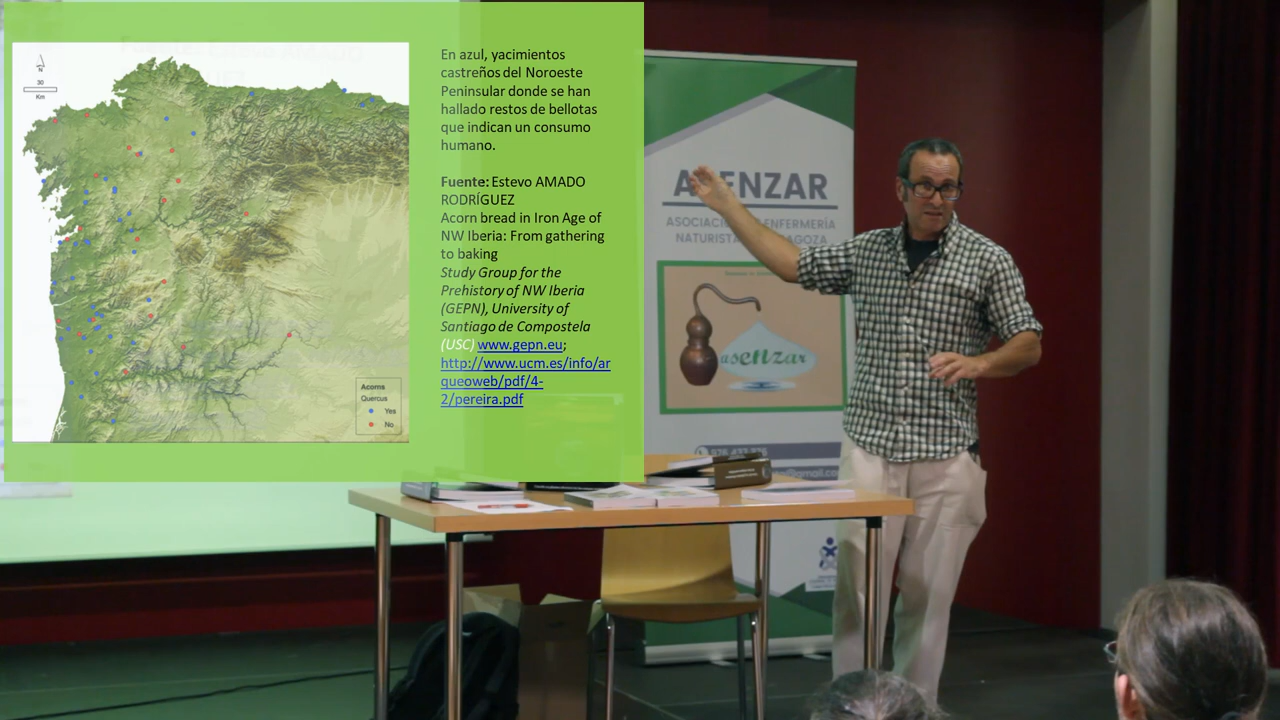 N
30
Km
Acorns
Quercus
Yes
No
En azul, yacimientos
castreños del Noroeste
Peninsular donde se han
hallado restos de bellotas
que indican un consumo
humano.
Fuente: Estevo AMADO
RODRÍGUEZ
Acorn bread in Iron Age of
NW Iberia: From gathering
to baking
Study Group for the
Prehistory of NW Iberia
(GEPN), University of
Santiago de Compostela
(USC) www.gepn.eu;
http://www.ucm.es/info/ar
queoweb/pdf/4-
2/pereira.pdf
ASENZAR
ENFERMERÍA
NATURISTA
asenzar